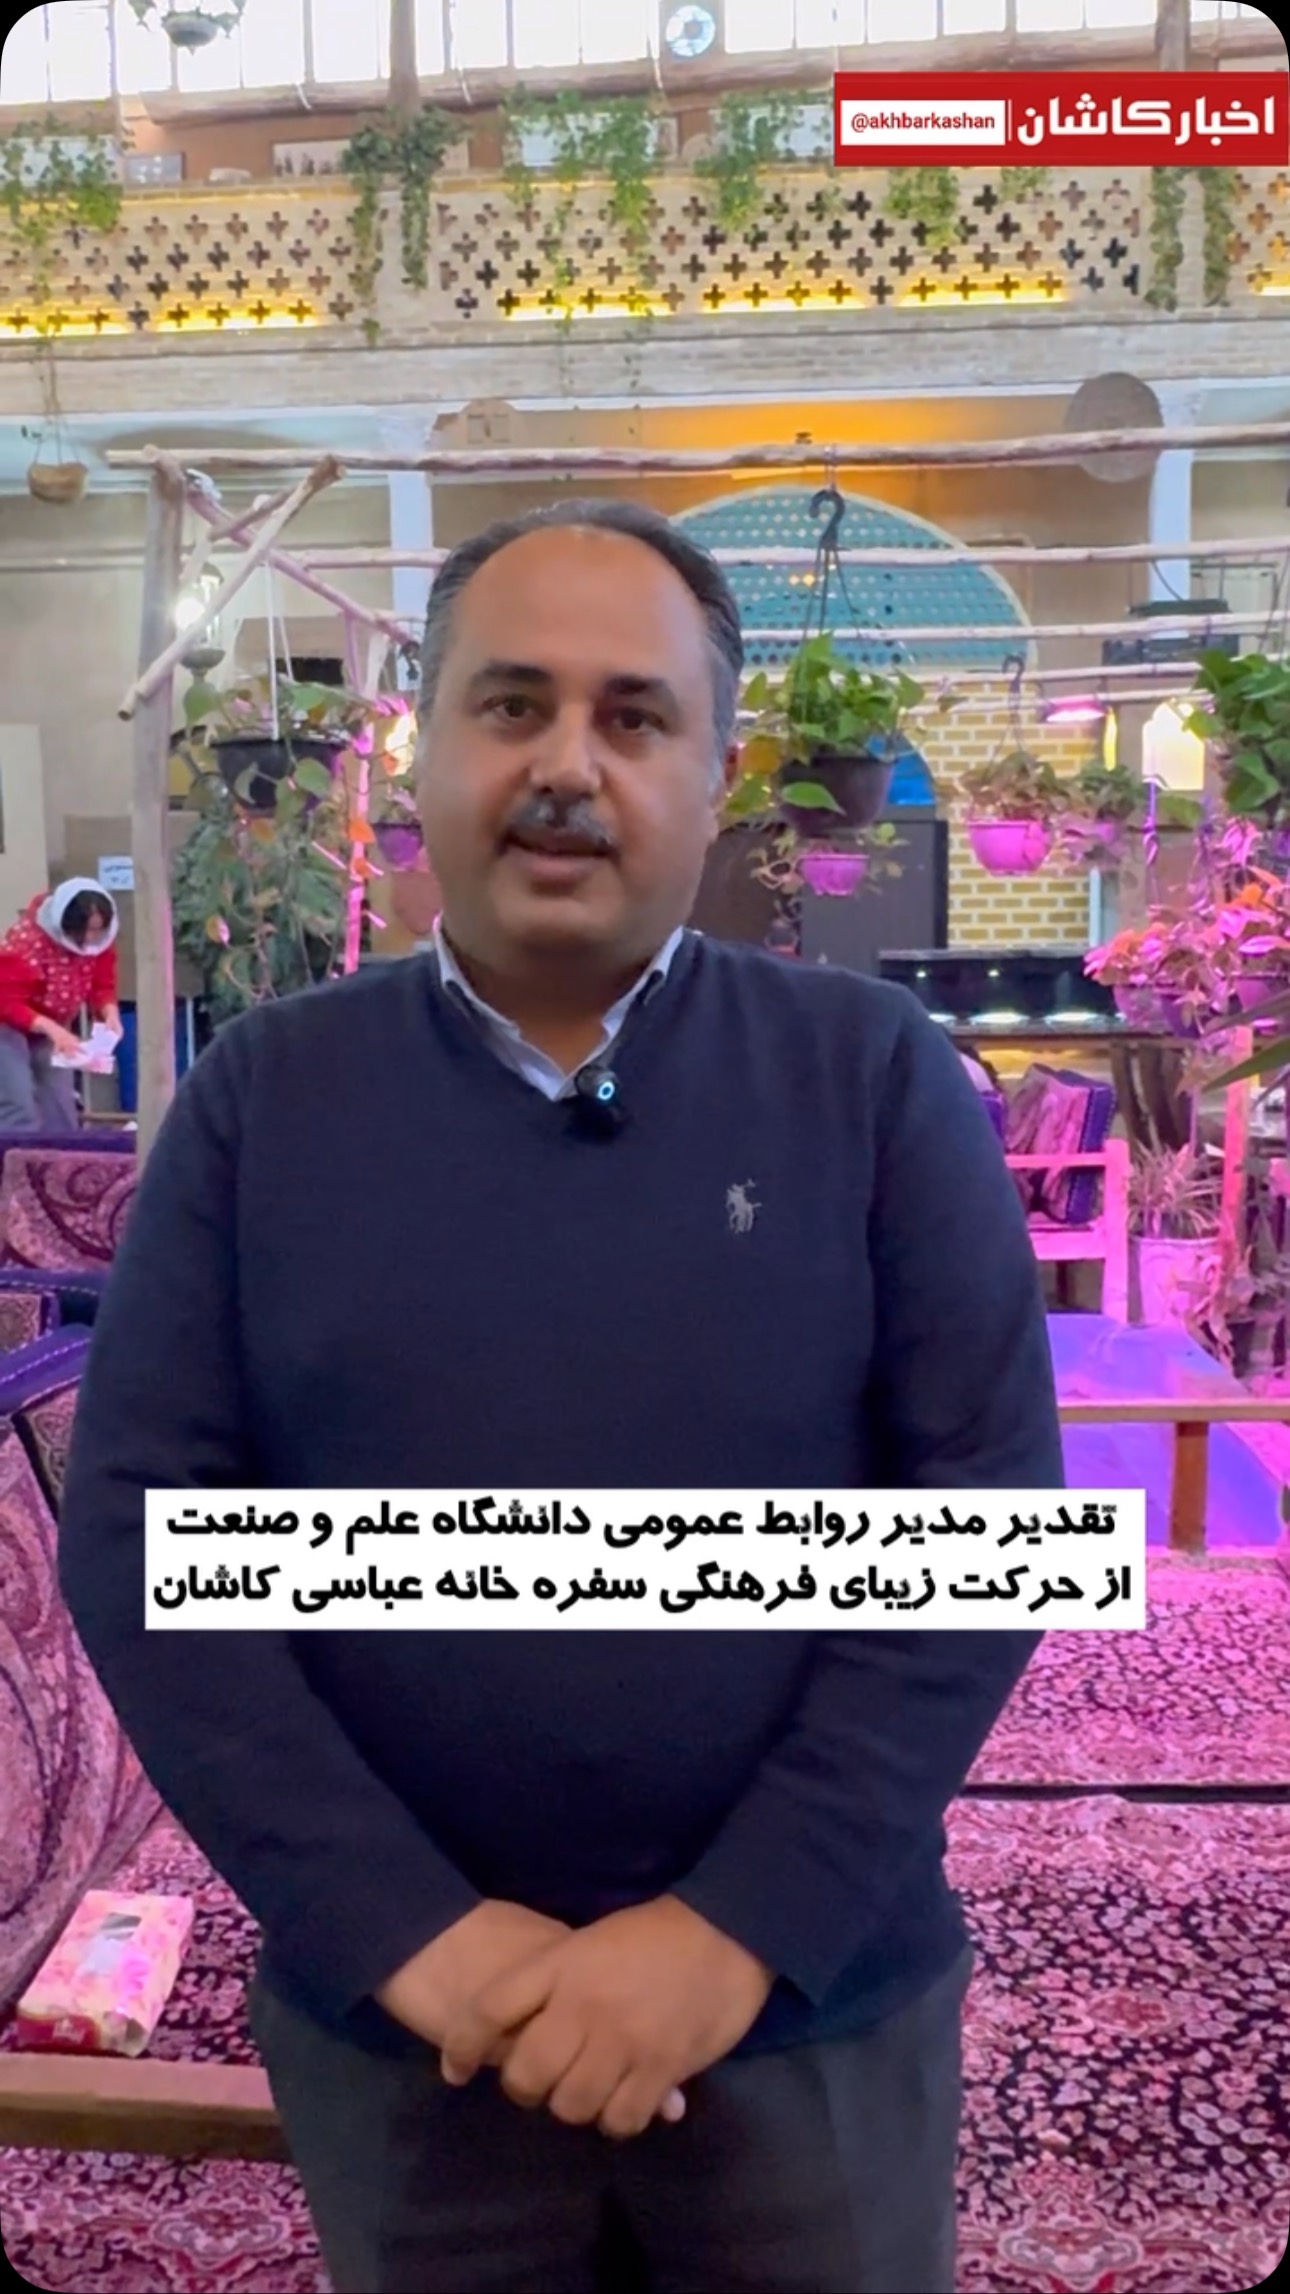 اخبارکاشان
@akhbarkashan
تقدیر مدیر روابط عمومی دانشگاه علم و صنعت
از حرکت زیبای فرهنگی سفره خانه عباسی کاشان